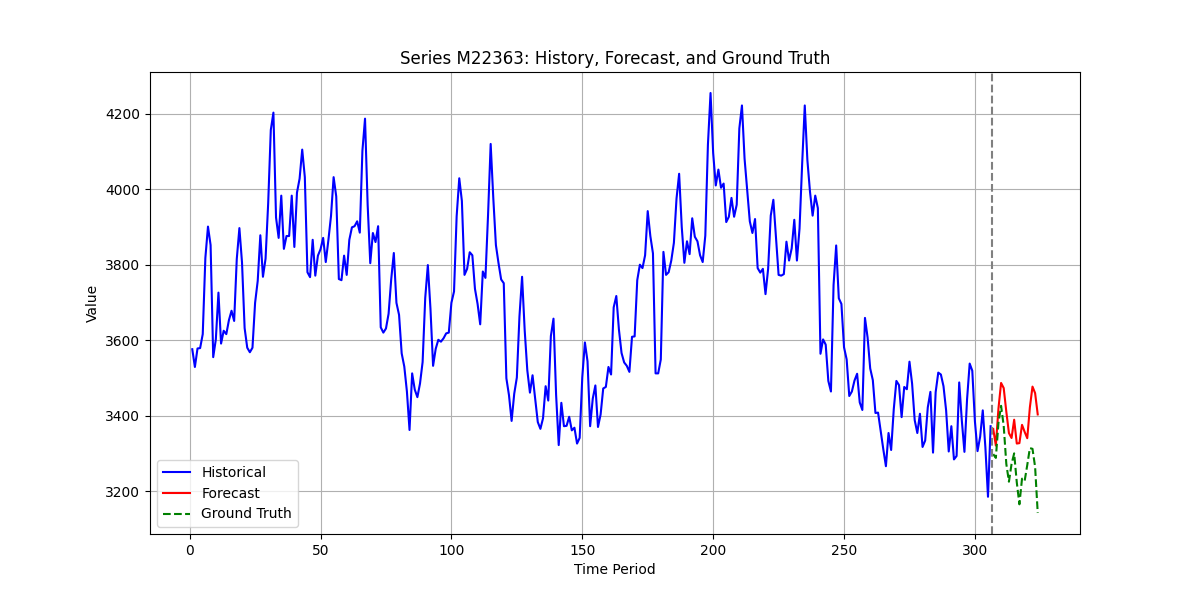 Series M22363: History, Forecast, and Ground Truth
Value
4200
4000
3800
3600
3400
3200
Historical
Forecast
Ground Truth
0 50 100 150 200 250 300
Time Period